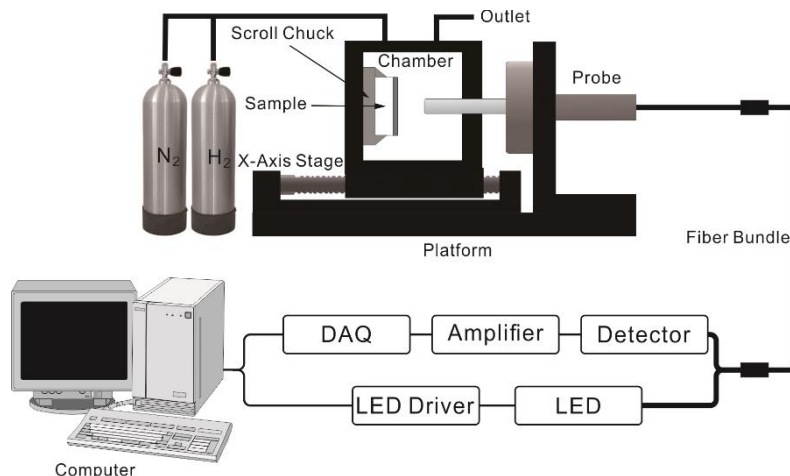 Outlet
Scroll Chuck
Chamber
Probe
Sample
N2
H2
X-Axis Stage
Platform
Fiber Bundle
DAQ
Amplifier
Detector
LED Driver
LED
Computer